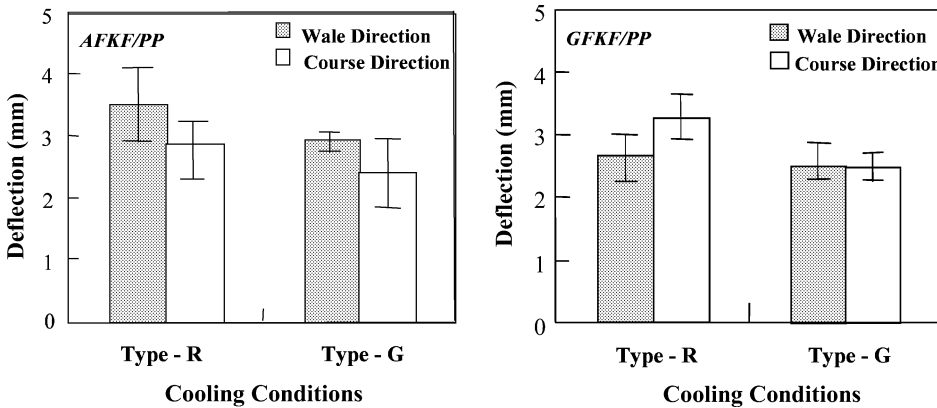 5
4
3
2
1
0
Deflection (mm)
AFKF/PP
Wale Direction
Course Direction
Type - R
Type - G
Cooling Conditions
5
4
3
2
1
0
Deflection (mm)
GFKF/PP
Wale Direction
Course Direction
Type - R
Type - G
Cooling Conditions